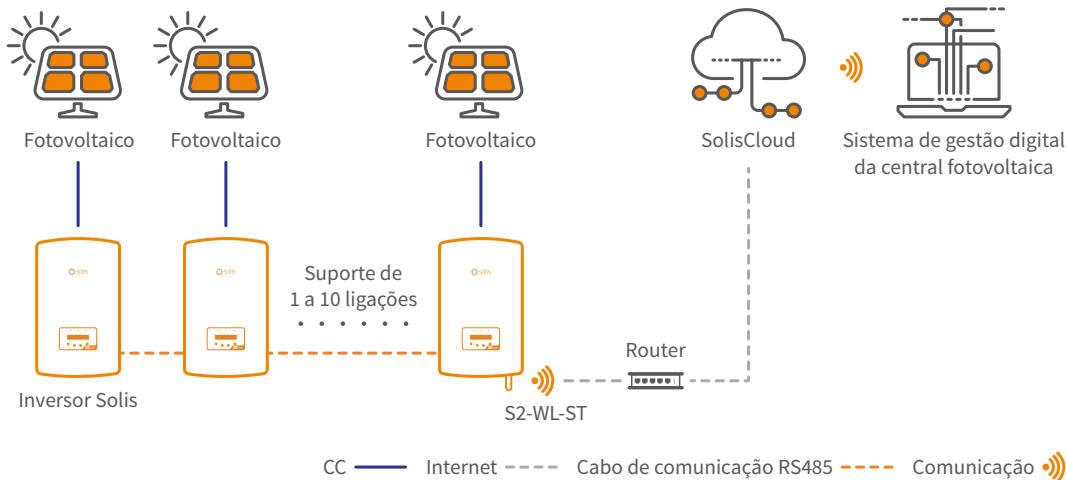 Fotovoltaico
Fotovoltaico
Fotovoltaico
SolisCloud
Sistema de gestão digital
da central fotovoltaica
solis
solis
solis
Suporte de
1 a 10 ligações
Router
Inversor Solis
S2-WL-ST
CC
Internet
Cabo de comunicação RS485
Comunicação